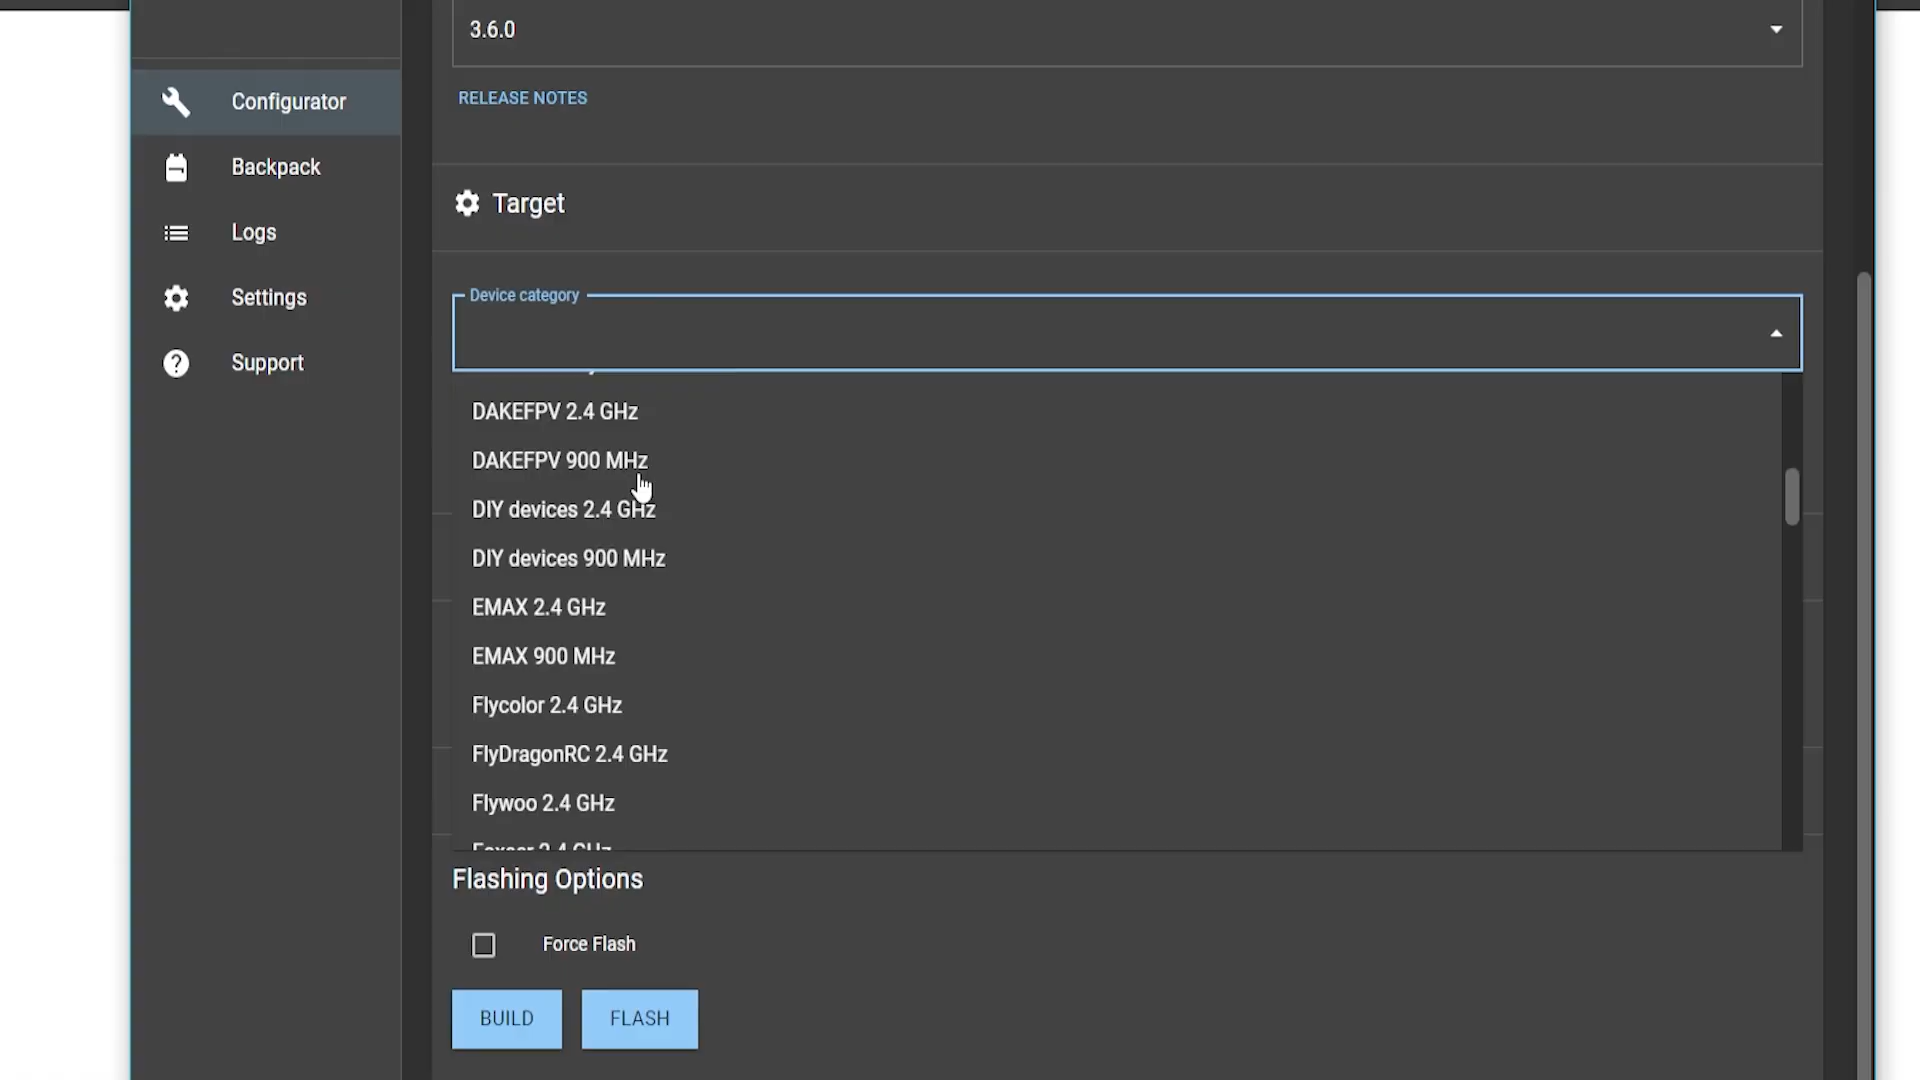 3.6.0
RELEASE NOTES
Configurator
Backpack
Logs
Settings
Support
Target
Device category
DAKEFPV 2.4 GHz
DAKEFPV 900 MHz
DIY devices 2.4 GHz
DIY devices 900 MHz
EMAX 2.4 GHz
EMAX 900 MHz
Flycolor 2.4 GHz
FlyDragonRC 2.4 GHz
Flywoo 2.4 GHz
Flashing Options
Force Flash
BUILD
FLASH